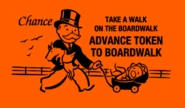 Chance
TAKE A WALK
ON THE BOARDWALK
ADVANCE TOKEN
TO BOARDWALK